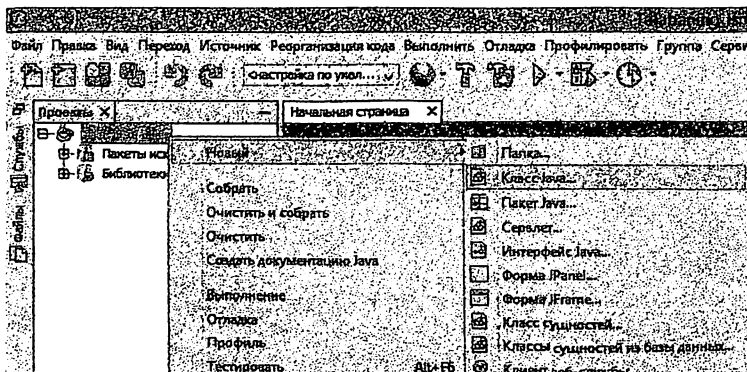 Файл Правка Вид Переход Источник Реорганизация кода Выполнить Отладка Профилировать Группа
<настройка по умол...
Проекты Начальная страница
Службы
Файлы
Пакеты
Библиотеки
Новый
Собрать
Очистить и собрать
Очистить
Создать документацию Java
Выполнение
Отладка
Профиль
Тестировать Alt+F6
Папка...
Класс Java...
Пакет Java...
Сервлет...
Интерфейс Java...
Форма JPanel...
Форма JFrame...
Класс сущностей...
Классы сущностей из базы данных...